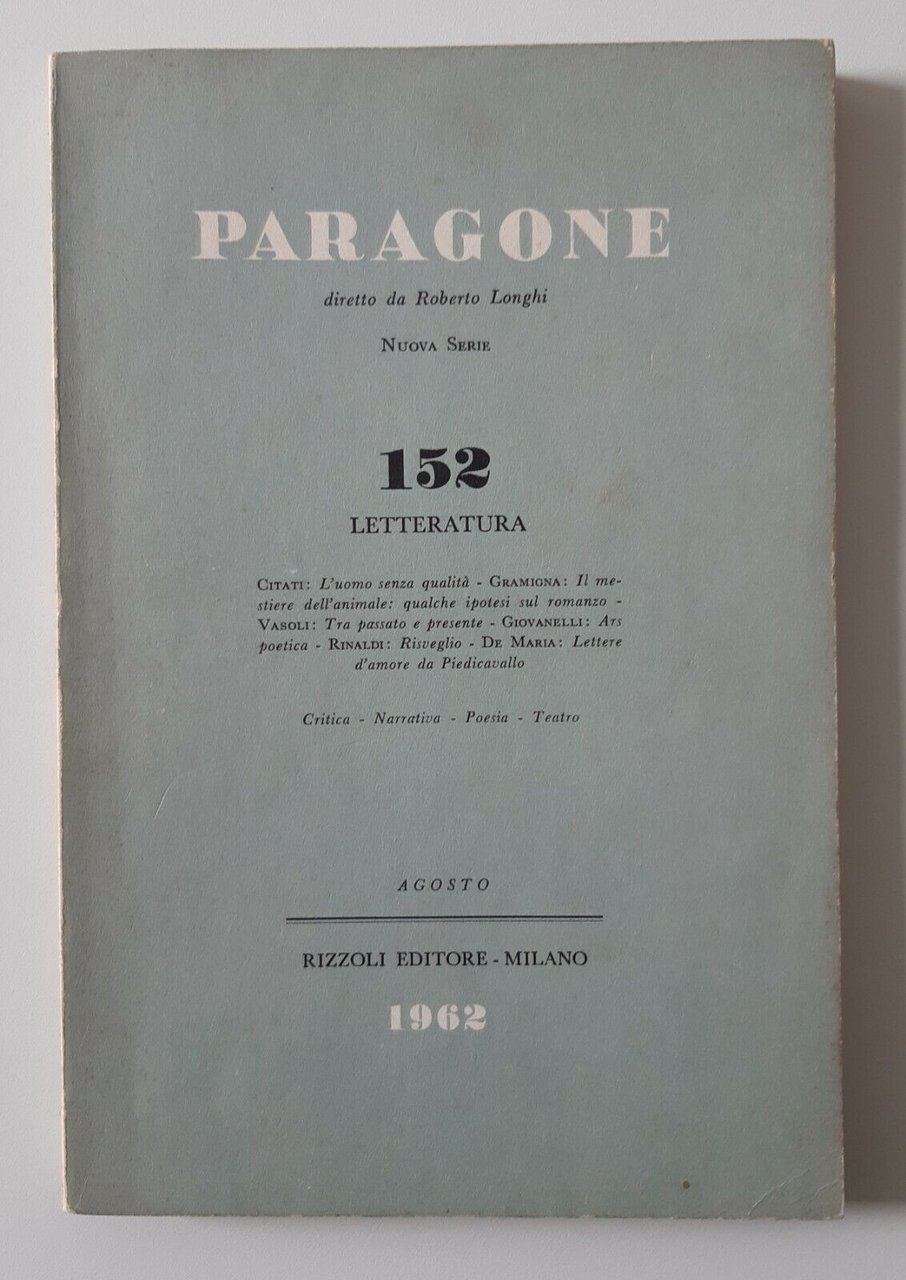 PARAGONE
diretto da Roberto Longhi
Nuova Serie
152
LETTERATURA
Citati: L'uomo senza qualità - Gramigna: Il me-
stiere dell'animale: qualche ipotesi sul romanzo -
Vasoli: Tra passato e presente - Giovanelli: Ars
poetica - Rinaldi: Risveglio - De Maria: Lettere
d'amore da Piedicavallo
Critica - Narrativa - Poesia - Teatro
AGOSTO
RIZZOLI EDITORE - MILANO
1962